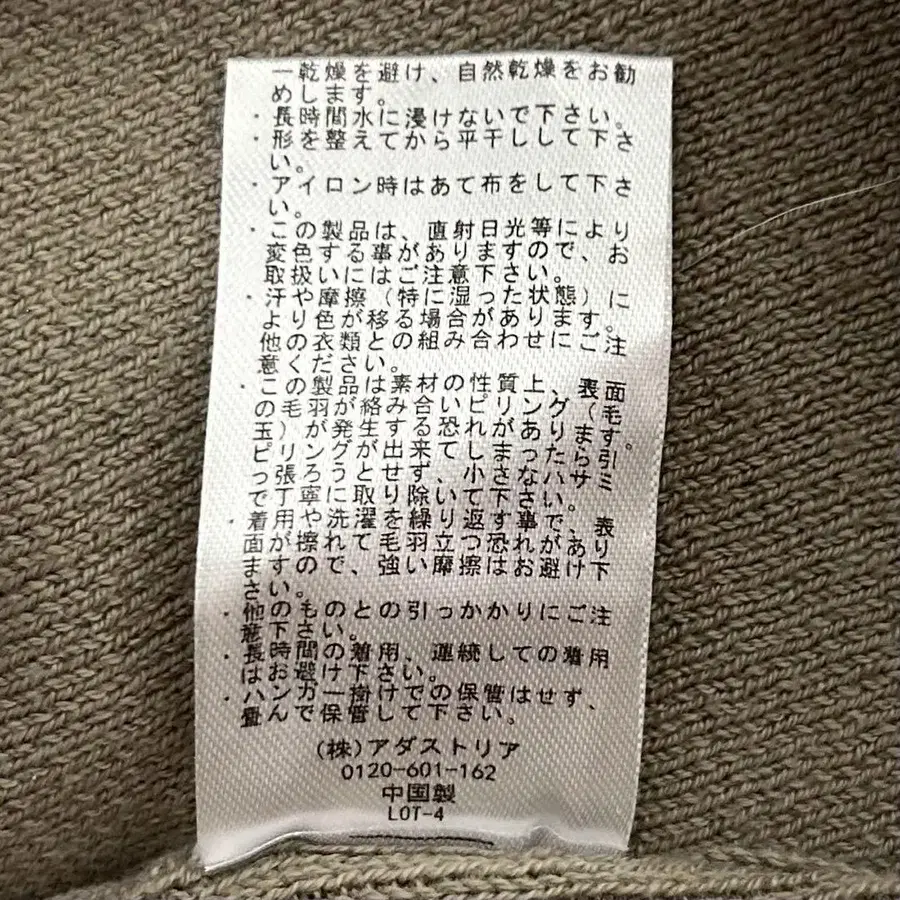 ー乾燥を避け、自然乾燥をお勧
めします。
・長時間水に浸けないで下さい。
・形を整えてから平干しして下さ
い。
・アイロン時はあて布をして下さ
い。
・この製品は、直射日光等により
変色する事がありますので、お
取扱いにはご注意下さい。
・汗や摩擦（特に湿った状態）に
より色が移る場合があります。
他の衣類との組み合わせにご注
意ください。
・この製品は素材の性質上、表面
の毛羽が絡み合いピリング（毛
玉）が発生する恐れがあります。
ピリングが出来てしまったら引
っ張ろうとせず、小さなハサミ
で丁寧に取り除いて下さい。
・着用や洗濯を繰り返す事で、表
面が擦れて毛羽立つ恐れがあり
ますので、強い摩擦はお避け下
さい。
・他のものとの引っかかりにご注
意下さい。
・長時間の着用、連続しての着用
はお避け下さい。
・ハンガー掛けでの保管はせず、
畳んで保管して下さい。
(株)アダストリア
0120-601-162
中国製
LOT-4